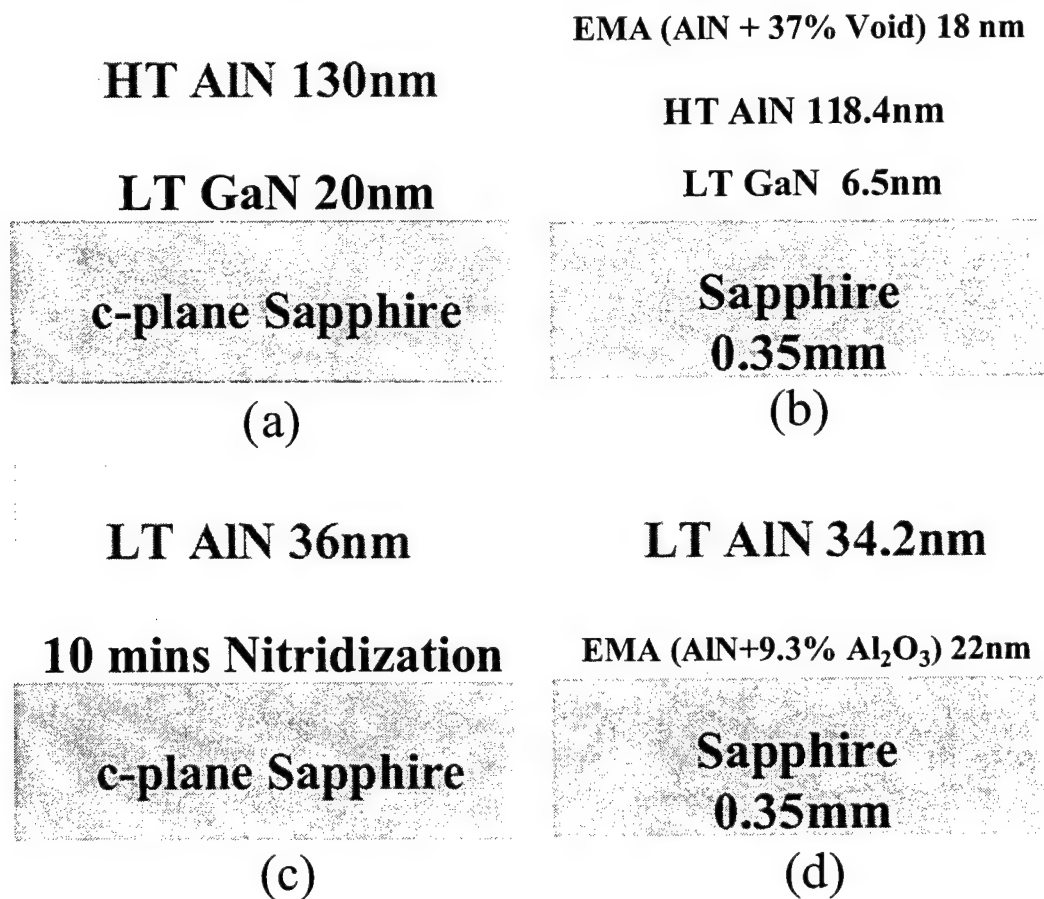 HT AlN 130nm
LT GaN 20nm
c-plane Sapphire
(a)
EMA (AlN + 37% Void) 18 nm
HT AlN 118.4nm
LT GaN 6.5nm
Sapphire
0.35mm
(b)
LT AlN 36nm
10 mins Nitridization
c-plane Sapphire
(c)
LT AlN 34.2nm
EMA (AlN+9.3% Al₂O₃) 22nm
Sapphire
0.35mm
(d)